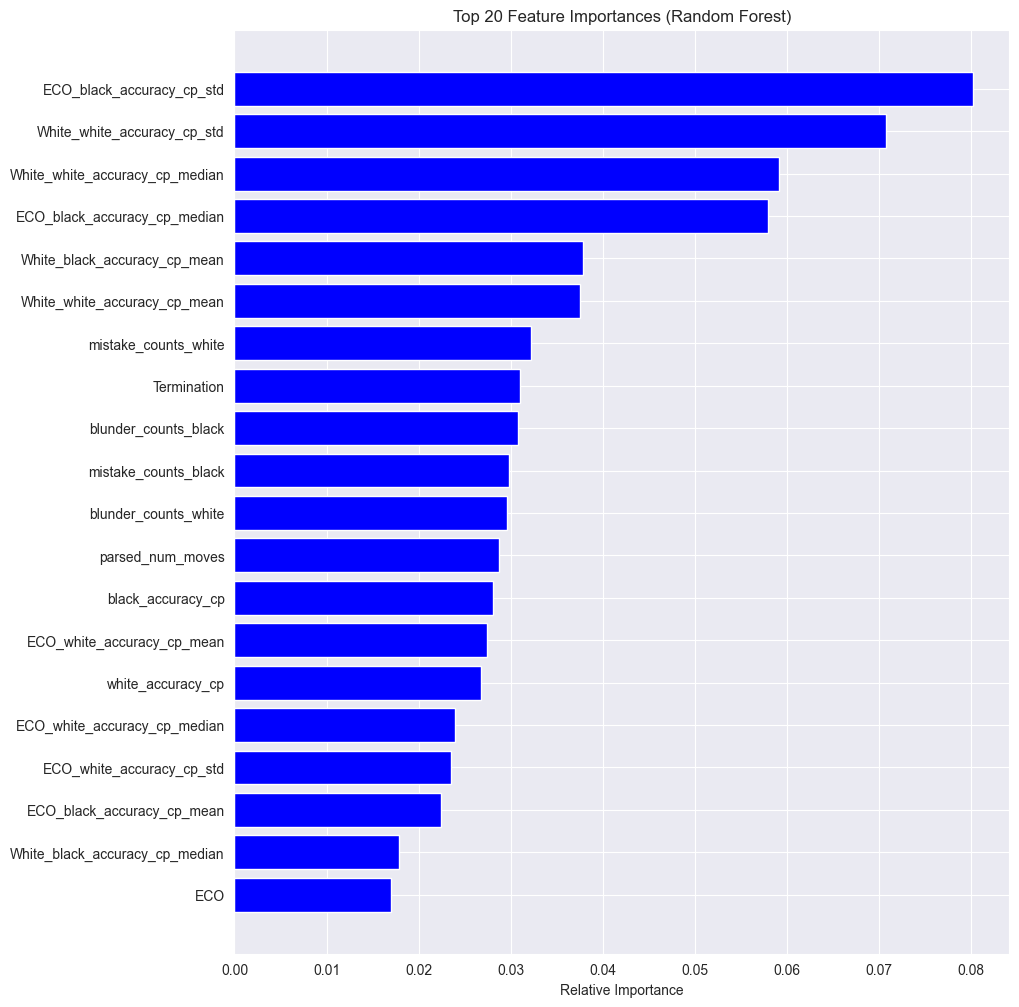 Top 20 Feature Importances (Random Forest)
ECO_black_accuracy_cp_std
White_white_accuracy_cp_std
White_white_accuracy_cp_median
ECO_black_accuracy_cp_median
White_black_accuracy_cp_mean
White_white_accuracy_cp_mean
mistake_counts_white
Termination
blunder_counts_black
mistake_counts_black
blunder_counts_white
parsed_num_moves
black_accuracy_cp
ECO_white_accuracy_cp_mean
white_accuracy_cp
ECO_white_accuracy_cp_median
ECO_white_accuracy_cp_std
ECO_black_accuracy_cp_mean
White_black_accuracy_cp_median
ECO
0.00 0.01 0.02 0.03 0.04 0.05 0.06 0.07 0.08
Relative Importance